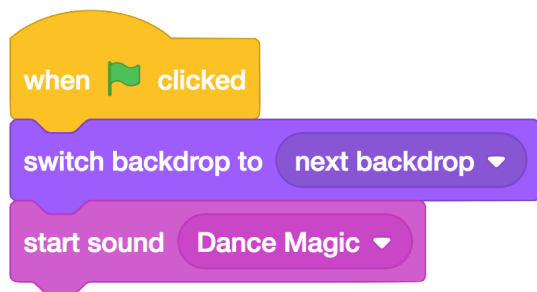 when clicked
switch backdrop to next backdrop
start sound Dance Magic